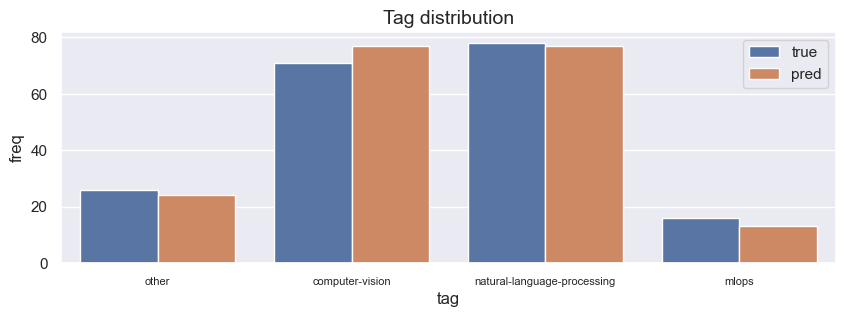 Tag distribution
true
pred
freq
80
60
40
20
0
other computer-vision natural-language-processing mlops
tag